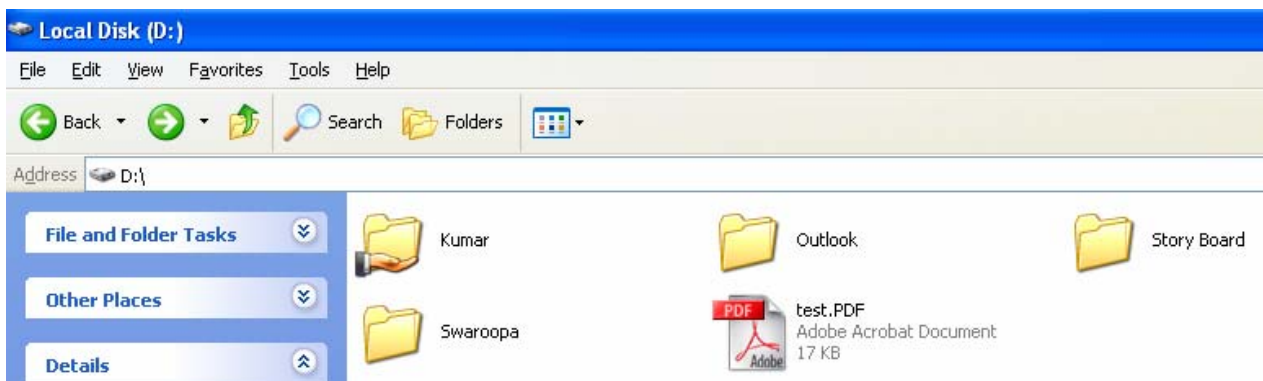 Local Disk (D:)
File Edit View Favorites Tools Help
Back Search Folders
Address D:\
File and Folder Tasks
Other Places
Details
Kumar
Outlook
Story Board
Swaroopa
PDF
Adobe
test.PDF
Adobe Acrobat Document
17 KB